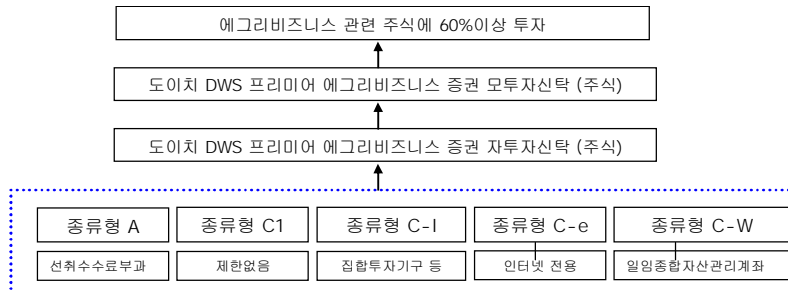 에그리비즈니스 관련 주식에 60%이상 투자
도이치 DWS 프리미어 에그리비즈니스 증권 모투자신탁 (주식)
도이치 DWS 프리미어 에그리비즈니스 증권 자투자신탁 (주식)
종류형 A 종류형 C1 종류형 C-I 종류형 C-e 종류형 C-W
선취수수료부과 제한없음 집합투자기구 등 인터넷 전용 일임종합자산관리계좌